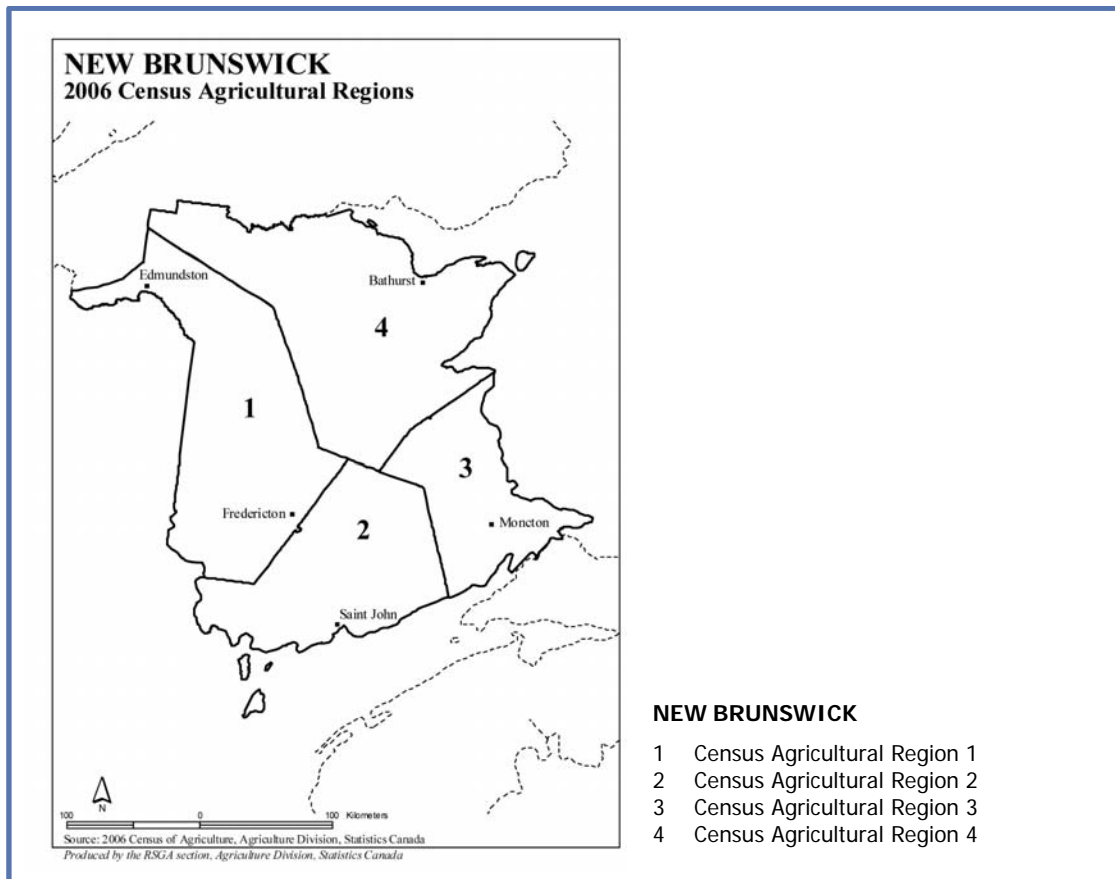 NEW BRUNSWICK
2006 Census Agricultural Regions
Edmundston
Bathurst
4
1
3
Fredericton
2
Moncton
Saint John
N
100 0 100 Kilometers
Source: 2006 Census of Agriculture, Agriculture Division, Statistics Canada
Produced by the RSGA section, Agriculture Division, Statistics Canada
NEW BRUNSWICK
1 Census Agricultural Region 1
2 Census Agricultural Region 2
3 Census Agricultural Region 3
4 Census Agricultural Region 4